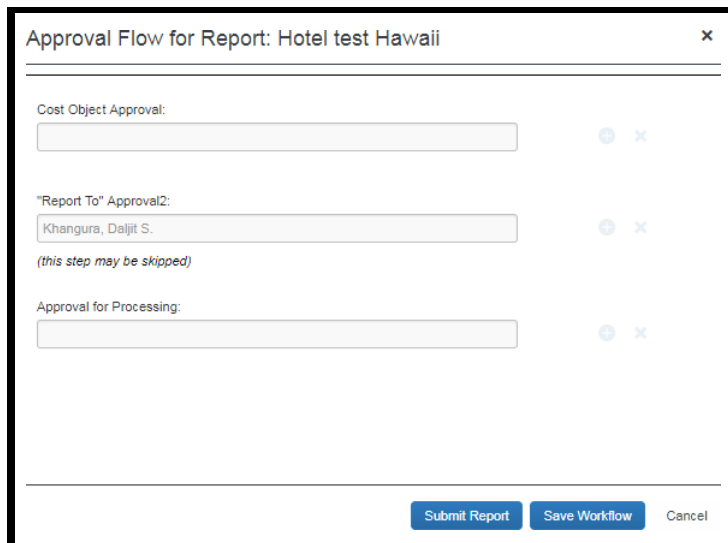 Approval Flow for Report: Hotel test Hawaii
Cost Object Approval:
"Report To" Approval2:
Khangura, Daljit S.
(this step may be skipped)
Approval for Processing:
Submit Report Save Workflow Cancel